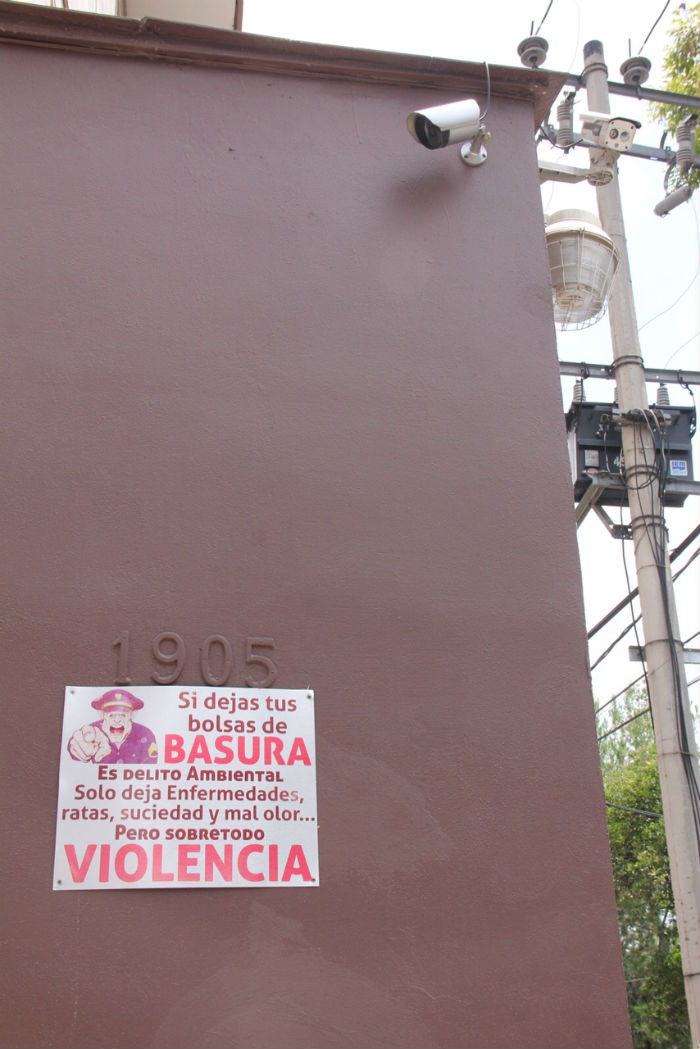 1905
Si dejas tus
bolsas de
BASURA
ES DELITO AMBIENTAL
Solo deja Enfermedades,
ratas, suciedad y mal olor...
PERO SOBRETODO
VIOLENCIA